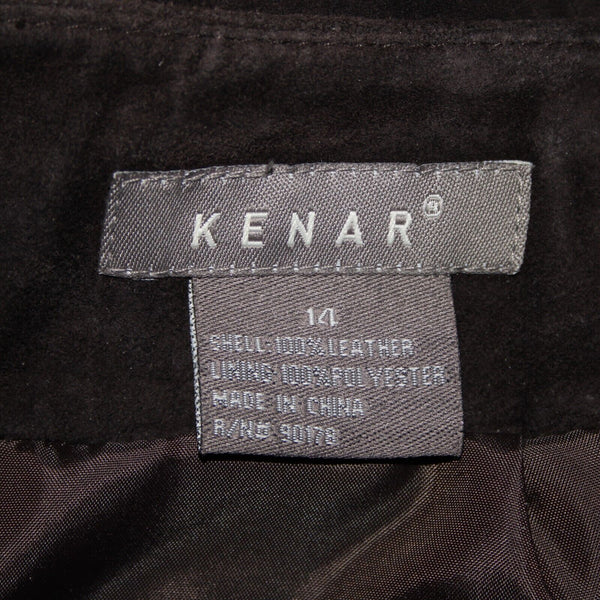 KENAR®
14
SHELL:100%LEATHER
LINING:100%POLYESTER
MADE IN CHINA
R/N# 90178